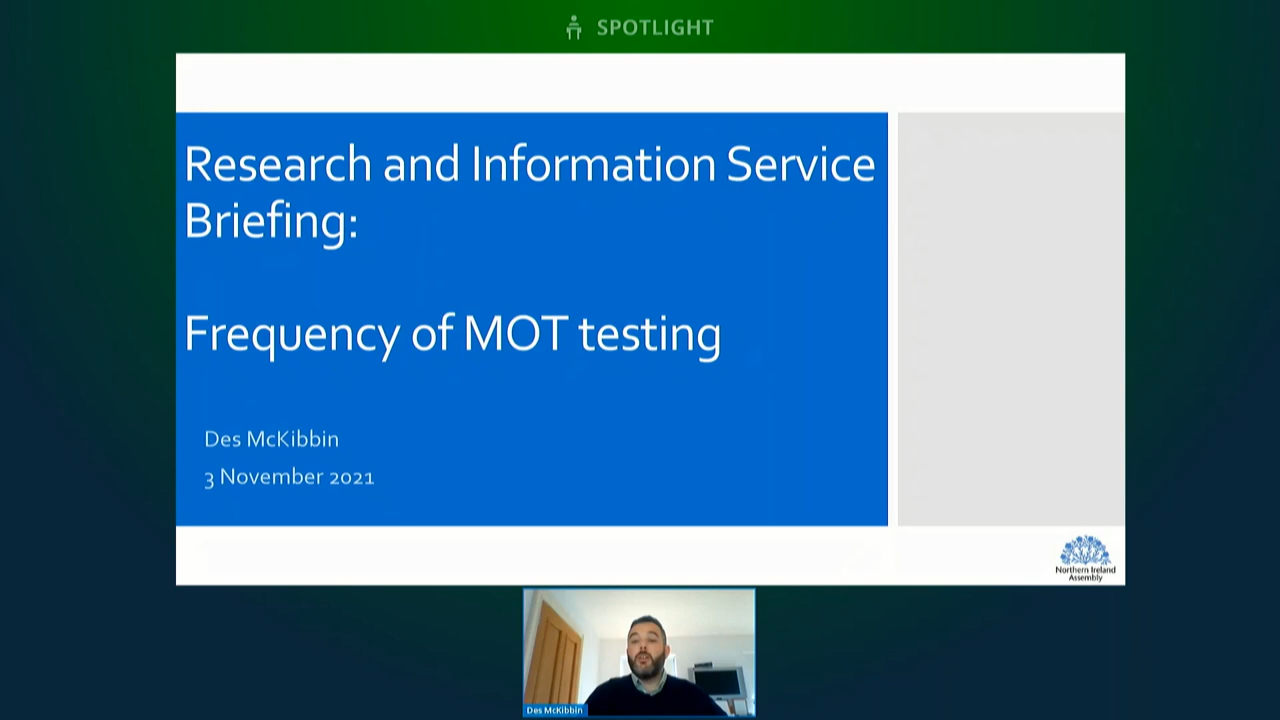 SPOTLIGHT
Research and Information Service
Briefing:
Frequency of MOT testing
Des McKibbin
3 November 2021
Northern Ireland
Assembly
Des McKibbin